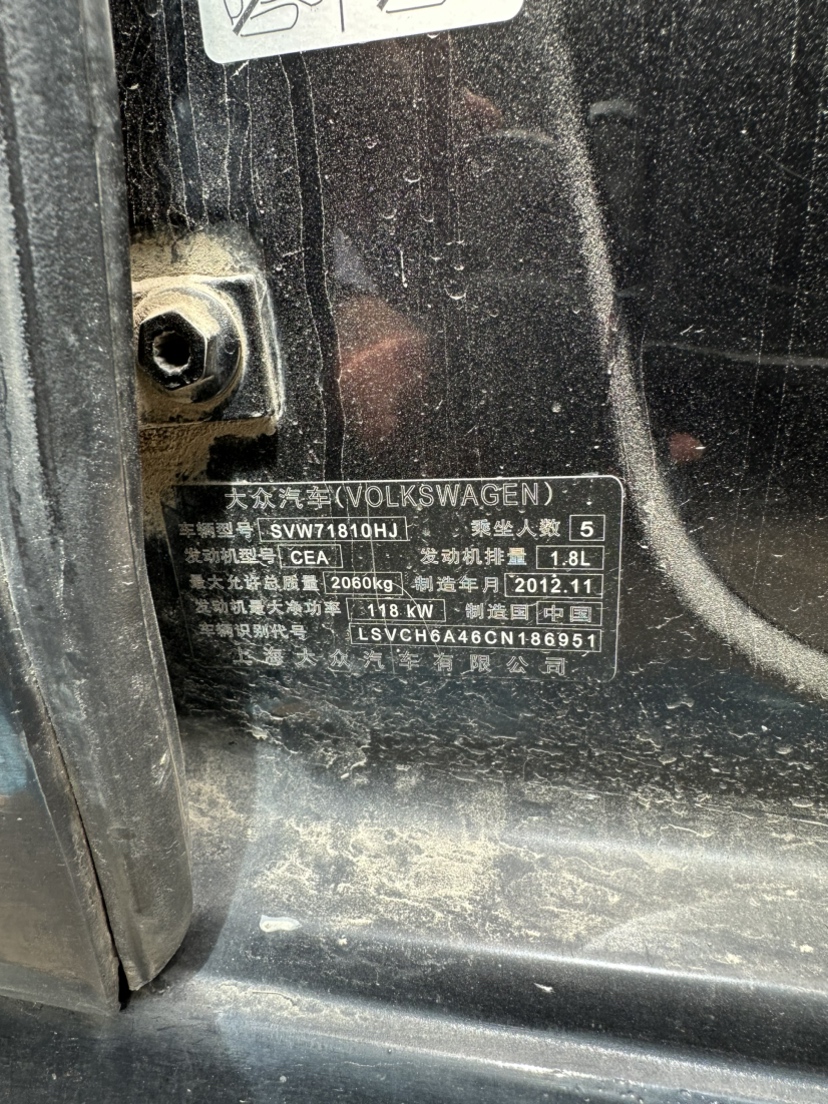 大众汽车(VOLKSWAGEN)
车辆型号 SVW71810HJ 乘坐人数 5
发动机型号 CEA 发动机排量 1.8L
最大允许总质量 2060kg 制造年月 2012.11
发动机最大净功率 118 KW 制造国 中国
车辆识别代号 LSVCH6A46CN186951
上海大众汽车有限公司